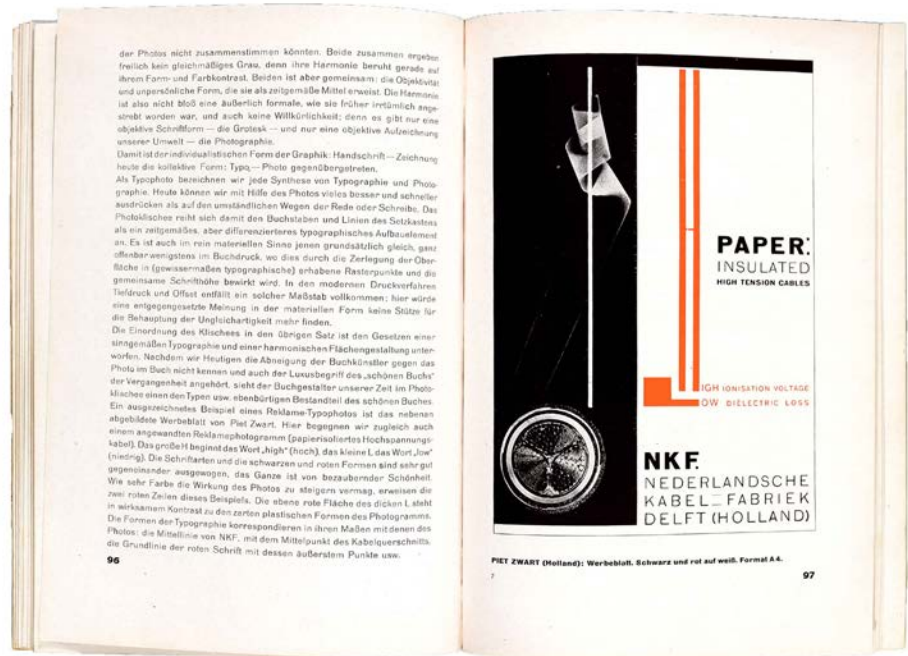 der Photos nicht zusammenstimmen könnten. Beide zusammen ergeben
freilich kein gleichmäßiges Grau, denn ihre Harmonie beruht gerade auf
ihrem Form- und Farbkontrast. Beiden ist aber gemeinsam: die Objektivität
und unpersönliche Form, die sie als zeitgemäße Mittel erweist. Die Harmonie
ist also nicht bloß eine äußerlich formale, wie sie früher irrtümlich ange-
strebt worden war, und auch keine Willkürlichkeit; denn es gibt nur eine
objektive Schriftform — die Grotesk — und nur eine objektive Aufzeichnung
unserer Umwelt — die Photographie.
Damit ist der individualistischen Form der Graphik: Handschrift — Zeichnung
heute die kollektive Form: Typo — Photo gegenübergetreten.
Als Typophoto bezeichnen wir jede Synthese von Typographie und Photo-
graphie. Heute können wir mit Hilfe des Photos vieles besser und schneller
ausdrücken als auf den umständlichen Wegen der Rede oder Schreibe. Das
Photoklischee reiht sich damit den Buchstaben und Linien des Setzkastens
als ein zeitgemäßes, aber differenzierteres typographisches Aufbauelement
an. Es ist auch im rein materiellen Sinne jenen grundsätzlich gleich, ganz
offenbar wenigstens im Buchdruck, wo dies durch die Zerlegung der Ober-
fläche in (gewissermaßen typographische) erhabene Rasterpunkte und die
gemeinsame Schrifthöhe bewirkt wird. In den modernen Druckverfahren
Tiefdruck und Offset entfällt ein solcher Maßstab vollkommen; hier würde
eine entgegengesetzte Meinung in der materiellen Form keine Stütze für
die Behauptung der Ungleichartigkeit mehr finden.
Die Einordnung des Klischees in den übrigen Satz ist den Gesetzen einer
sinngemäßen Typographie und einer harmonischen Flächengestaltung unter-
worfen. Nachdem wir Heutigen die Abneigung der Buchkünstler gegen das
Photo im Buch nicht kennen und auch der Luxusbegriff des „schönen Buchs“
der Vergangenheit angehört, sieht der Buchgestalter unserer Zeit im Photo-
klischee einen den Typen usw. ebenbürtigen Bestandteil des schönen Buches.
Ein ausgezeichnetes Beispiel eines Reklame-Typophotos ist das nebenan
abgebildete Werbeblatt von Piet Zwart. Hier begegnen wir zugleich auch
einem angewandten Reklamephotogramm (papierisoliertes Hochspannungs-
kabel). Das große H beginnt das Wort „high“ (hoch), das kleine L das Wort „low“
(niedrig). Die Schriftarten und die schwarzen und roten Formen sind sehr gut
gegeneinander ausgewogen, das Ganze ist von bezaubernder Schönheit.
Wie sehr Farbe die Wirkung des Photos zu steigern vermag, erweisen die
zwei roten Zeilen dieses Beispiels. Die ebene rote Fläche des dicken L steht
in wirksamem Kontrast zu den zarten plastischen Formen des Photogramms.
Die Formen der Typographie korrespondieren in ihren Maßen mit denen des
Photos: die Mittellinie von NKF. mit dem Mittelpunkt des Kabelquerschnitts,
die Grundlinie der roten Schrift mit dessen äußerstem Punkte usw.
96
PAPER:
INSULATED
HIGH TENSION CABLES
HIGH IONISATION VOLTAGE
LOW DIELECTRIC LOSS
NKF.
NEDERLANDSCHE
KABEL=FABRIEK
DELFT (HOLLAND)
PIET ZWART (Holland): Werbeblatt. Schwarz und rot auf weiß. Format A 4.
7
97